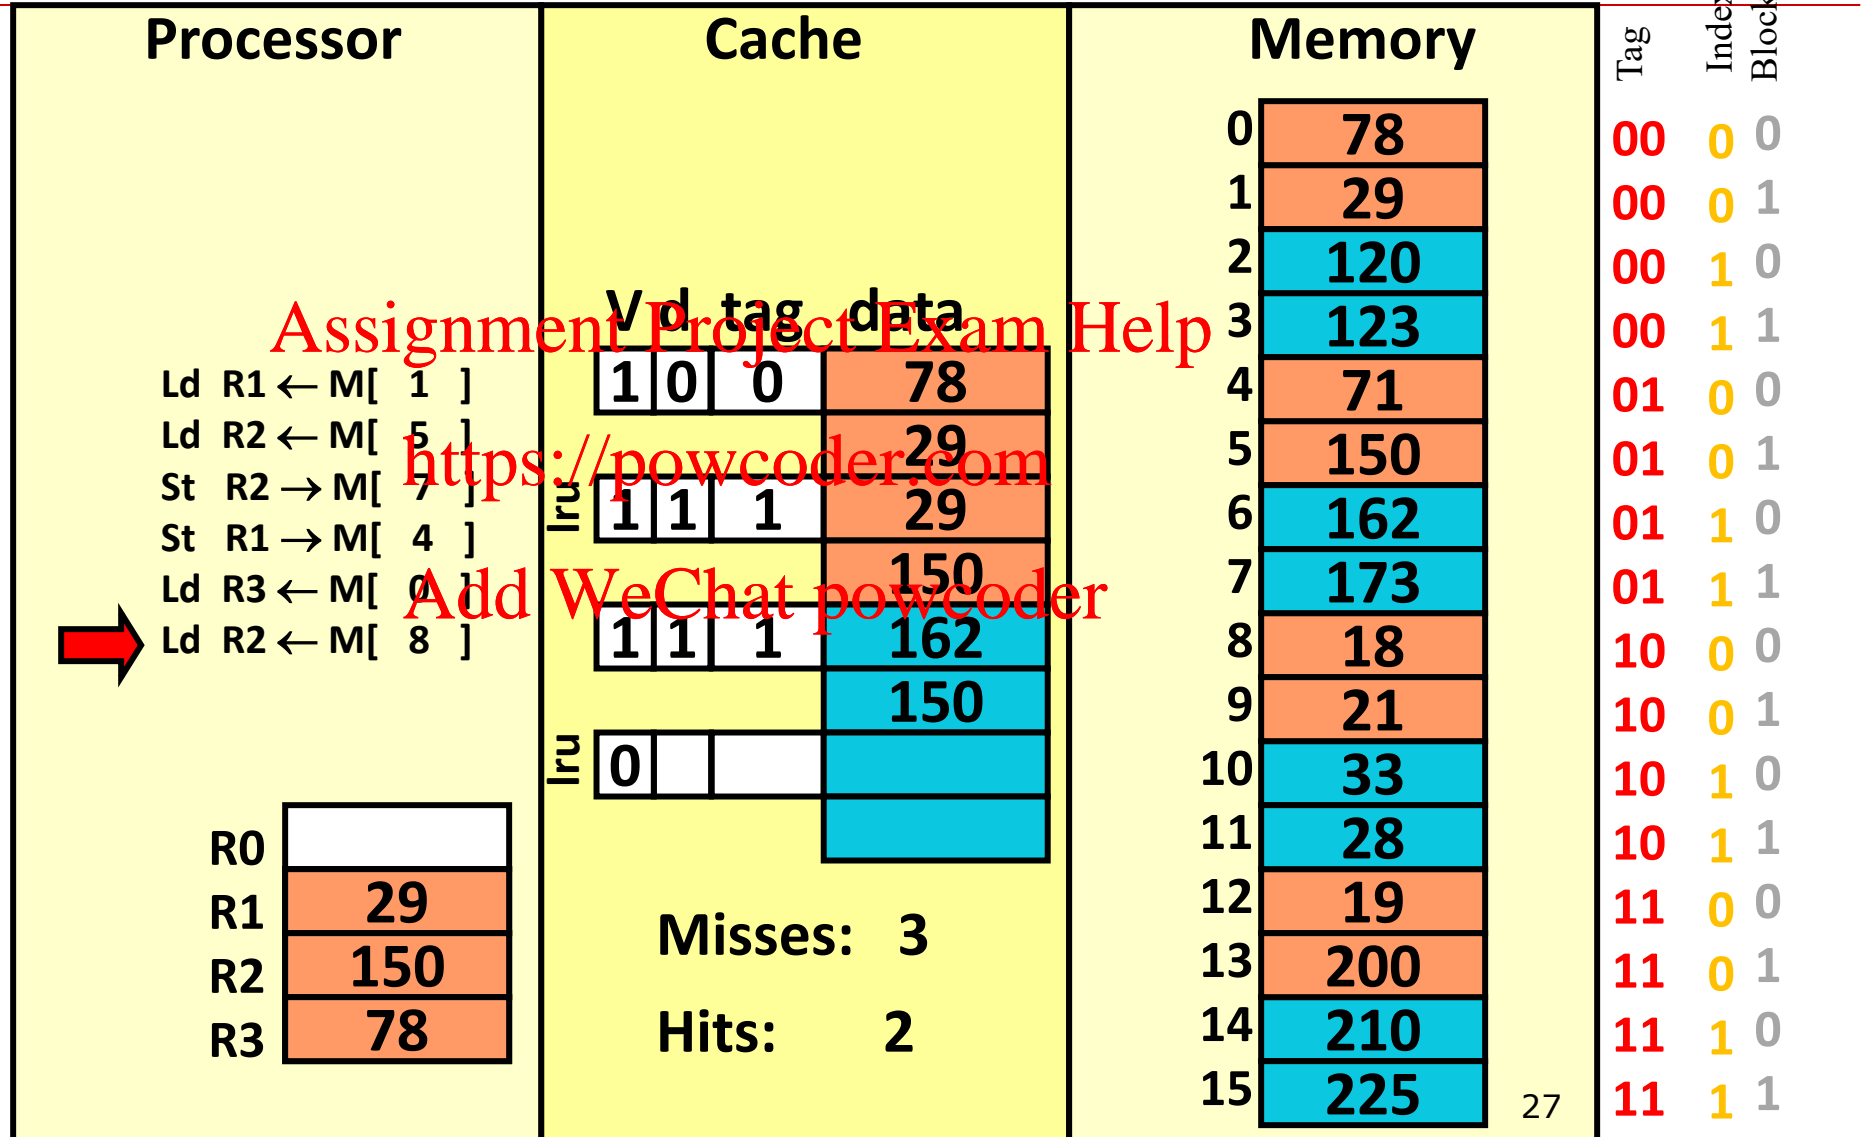 Processor
Cache
Memory
Tag
Index
Block
V d tag data
1 0 0 78
29
lru 1 1 1 29
150
1 1 1 162
150
lru 0
Ld R1 ← M[ 1 ]
Ld R2 ← M[ 5 ]
St R2 → M[ 7 ]
St R1 → M[ 4 ]
Ld R3 ← M[ 0 ]
Ld R2 ← M[ 8 ]
R0
R1 29
R2 150
R3 78
Misses: 3
Hits: 2
0 78 00 0 0
1 29 00 0 1
2 120 00 1 0
3 123 00 1 1
4 71 01 0 0
5 150 01 0 1
6 162 01 1 0
7 173 01 1 1
8 18 10 0 0
9 21 10 0 1
10 33 10 1 0
11 28 10 1 1
12 19 11 0 0
13 200 11 0 1
14 210 11 1 0
15 225 11 1 1
27
Assignment Project Exam Help
https://powcoder.com
Add WeChat powcoder